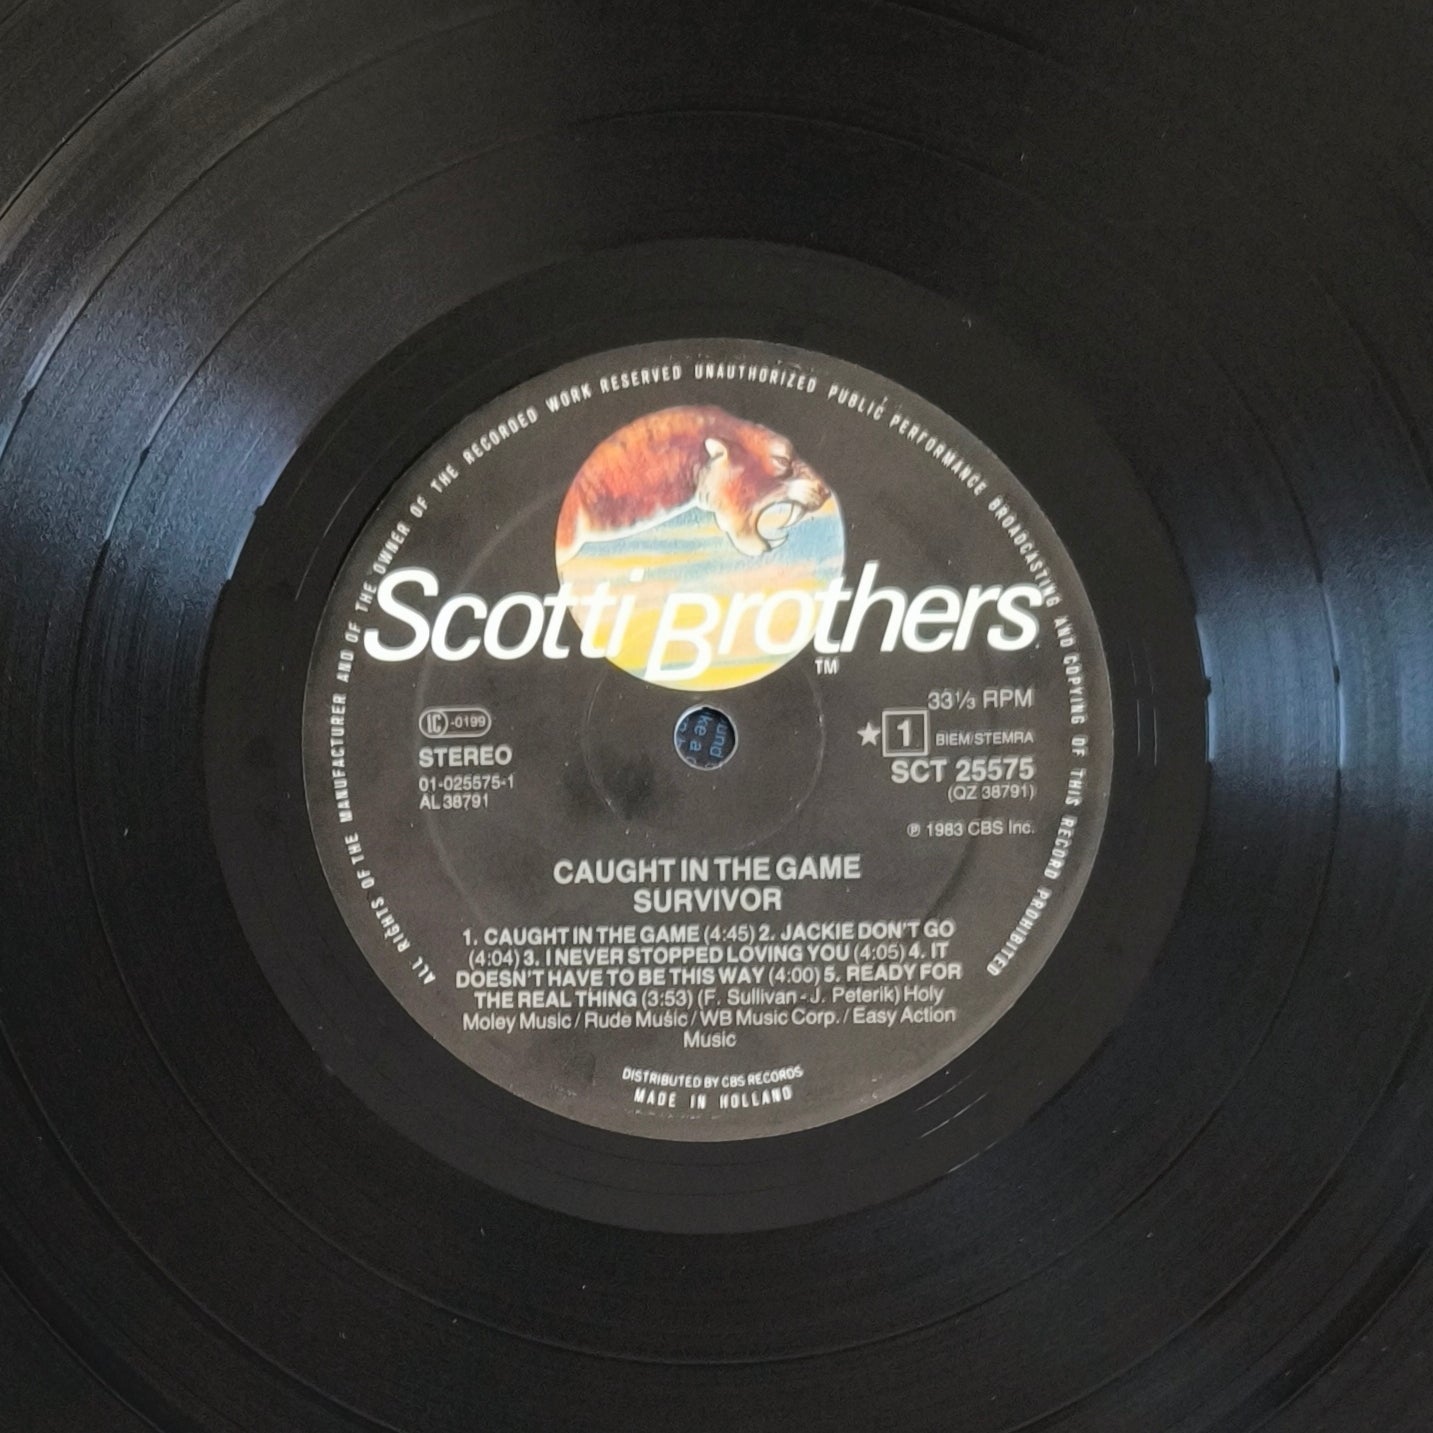 ALL RIGHTS OF THE MANUFACTURER AND OF THE OWNER OF THE RECORDED WORK RESERVED UNAUTHORIZED PUBLIC PERFORMANCE BROADCASTING AND COPYING OF THIS RECORD PROHIBITED
Scotti Brothers
TM
33⅓ RPM
IC -0199
★ 1 BIEM/STEMRA
STEREO
SCT 25575
01-025575-1
(QZ 38791)
AL 38791
℗ 1983 CBS Inc.
CAUGHT IN THE GAME
SURVIVOR
1. CAUGHT IN THE GAME (4:45) 2. JACKIE DON'T GO
(4:04) 3. I NEVER STOPPED LOVING YOU (4:05) 4. IT
DOESN'T HAVE TO BE THIS WAY (4:00) 5. READY FOR
THE REAL THING (3:53) (F. Sullivan - J. Peterik) Holy
Moley Music / Rude Music / WB Music Corp. / Easy Action
Music
DISTRIBUTED BY CBS RECORDS
MADE IN HOLLAND